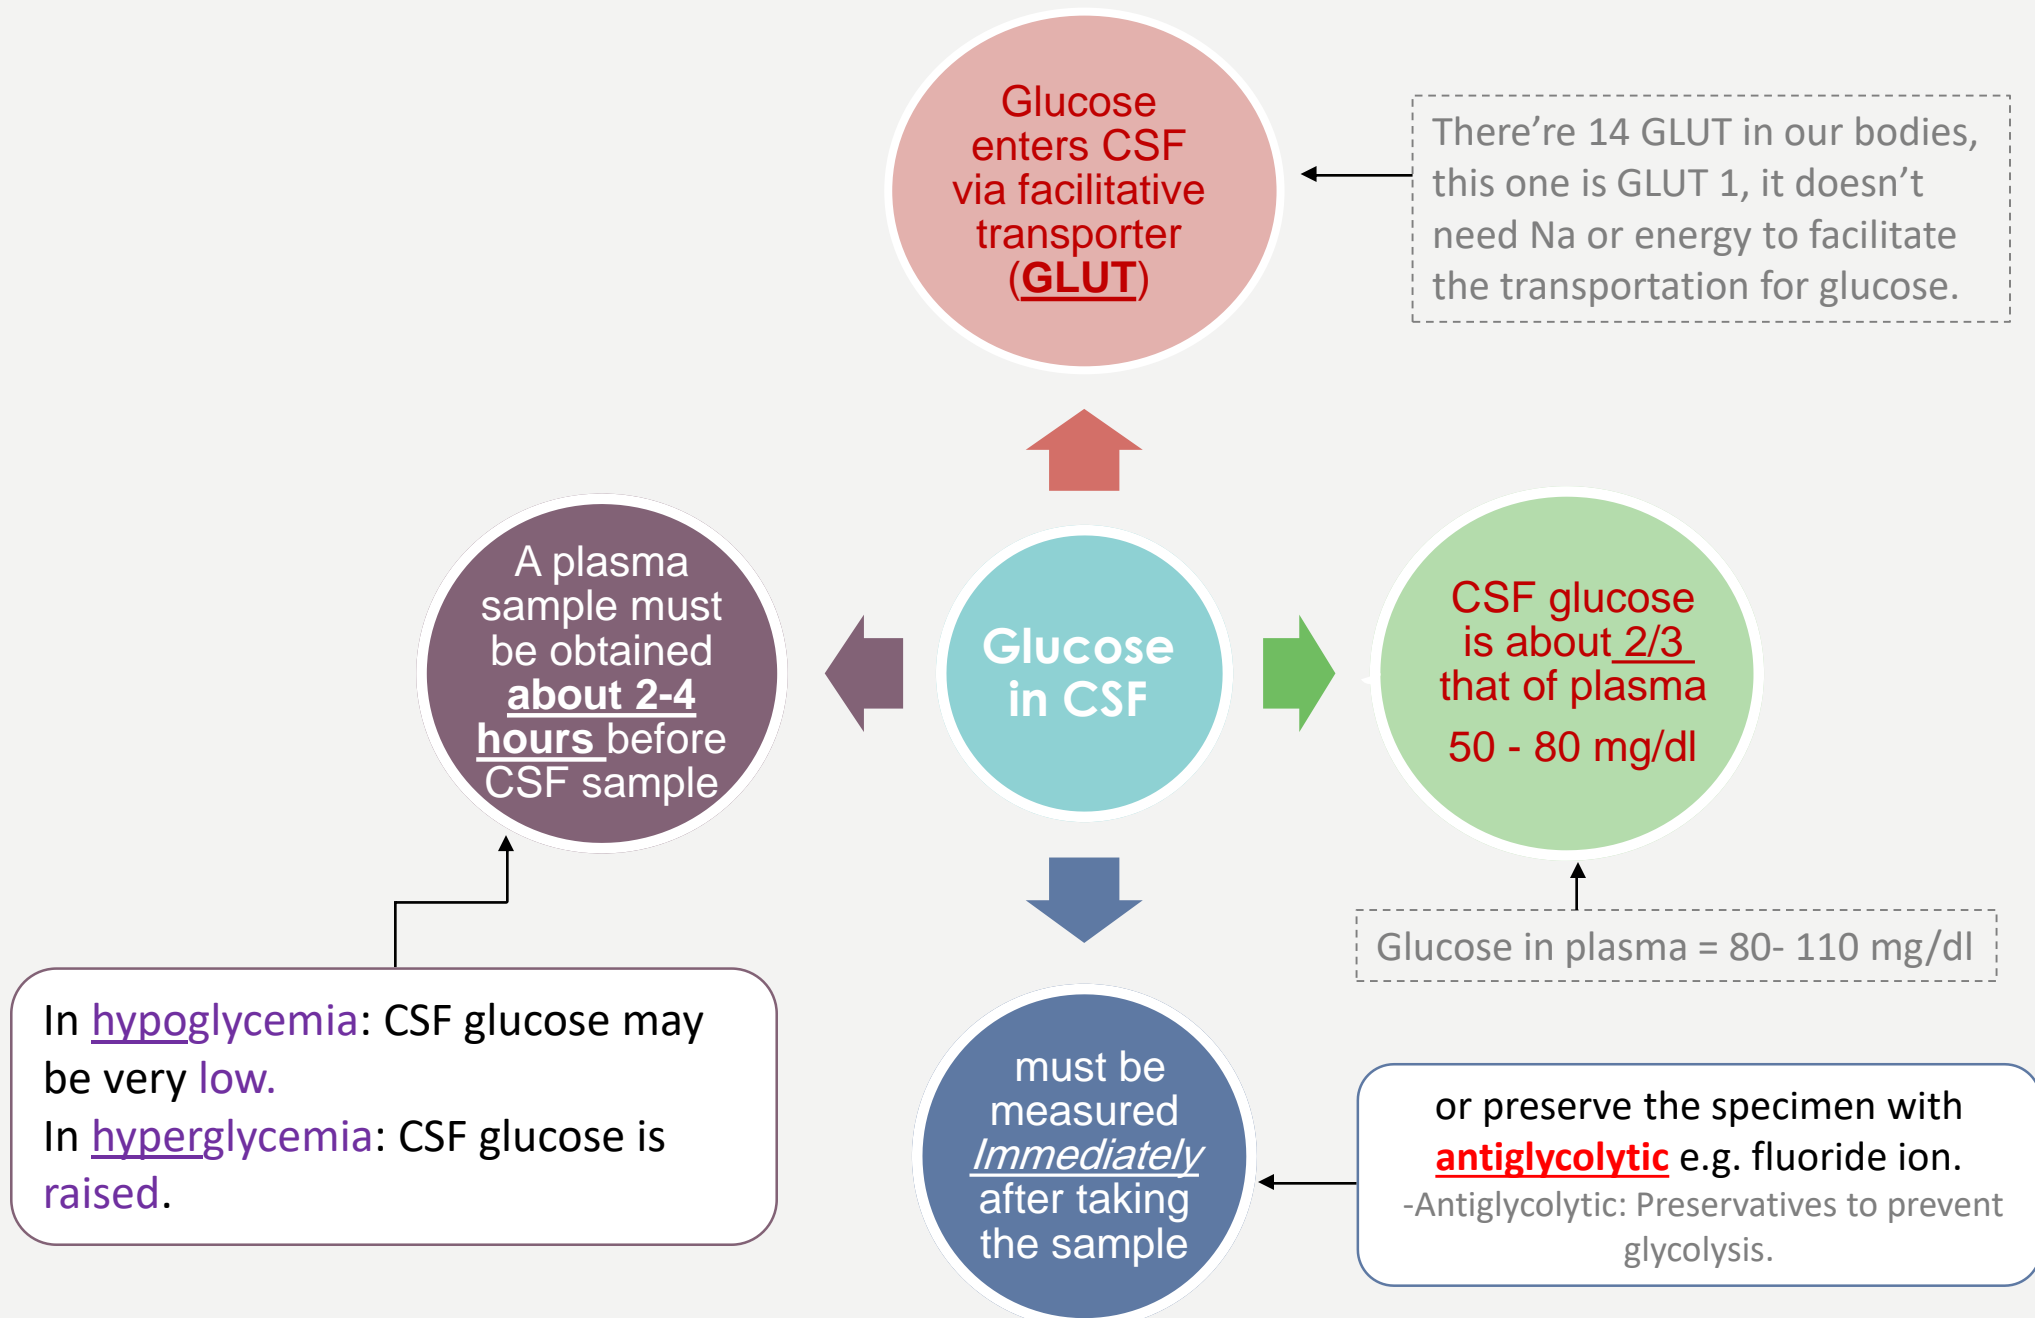 Glucose
enters CSF
via facilitative
transporter
(GLUT)
There’re 14 GLUT in our bodies,
this one is GLUT 1, it doesn’t
need Na or energy to facilitate
the transportation for glucose.
A plasma
sample must
be obtained
about 2-4
hours before
CSF sample
Glucose
in CSF
CSF glucose
is about 2/3
that of plasma
50 - 80 mg/dl
Glucose in plasma = 80- 110 mg/dl
In hypoglycemia: CSF glucose may
be very low.
In hyperglycemia: CSF glucose is
raised.
must be
measured
Immediately
after taking
the sample
or preserve the specimen with
antiglycolytic e.g. fluoride ion.
-Antiglycolytic: Preservatives to prevent
glycolysis.